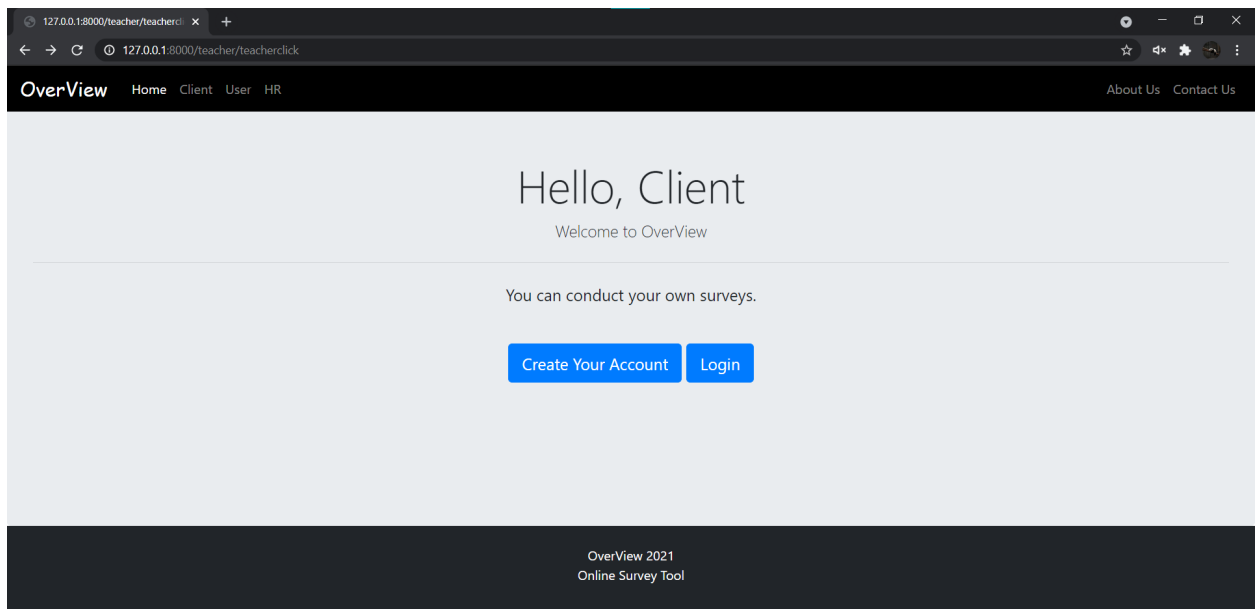 127.0.0.1:8000/teacher/teachercli
127.0.0.1:8000/teacher/teacherclick
OverView Home Client User HR About Us Contact Us
Hello, Client
Welcome to OverView
You can conduct your own surveys.
Create Your Account Login
OverView 2021
Online Survey Tool